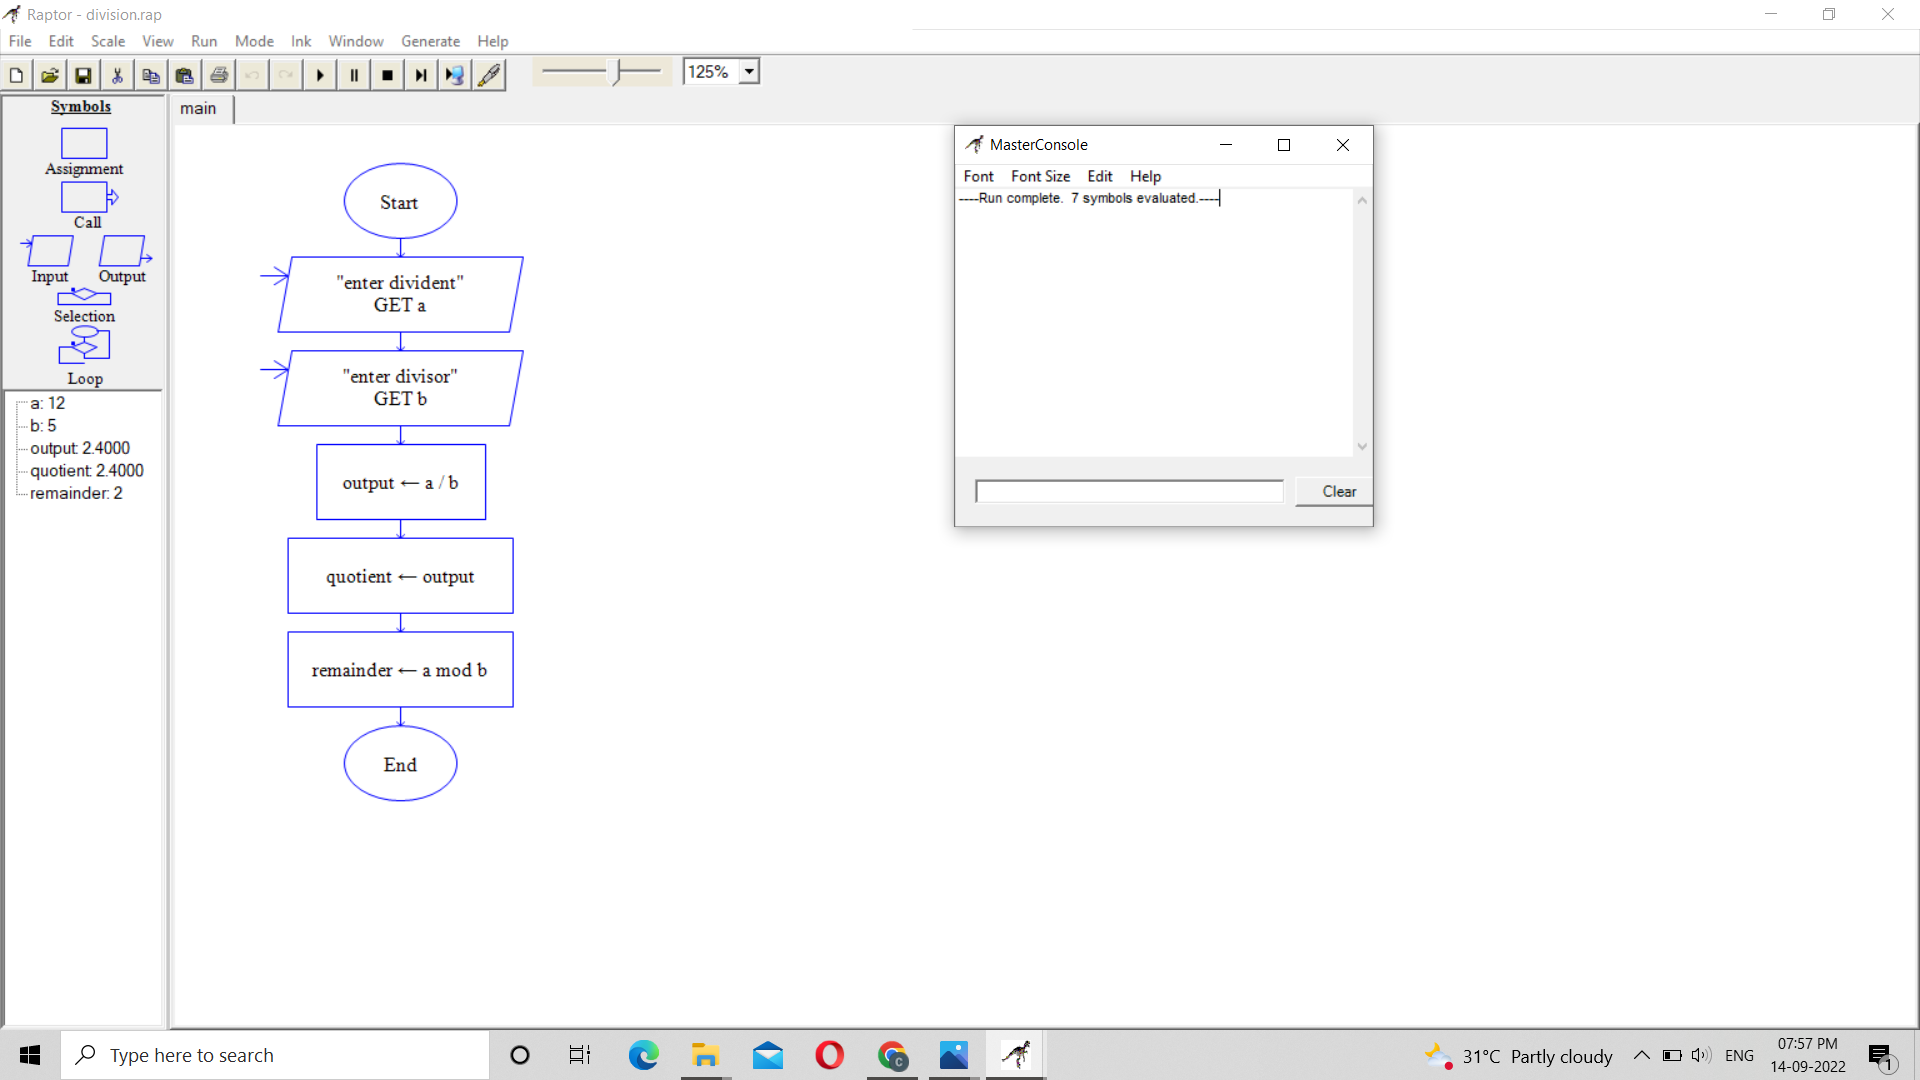 Raptor - division.rap
File Edit Scale View Run Mode Ink Window Generate Help
125%
Symbols
Assignment
Call
Input Output
Selection
Loop
a: 12
b: 5
output: 2.4000
quotient: 2.4000
remainder: 2
main
Start
"enter divident"
GET a
"enter divisor"
GET b
output ← a / b
quotient ← output
remainder ← a mod b
End
MasterConsole
Font Font Size Edit Help
----Run complete. 7 symbols evaluated.----
Clear
Type here to search
C
31°C Partly cloudy
ENG
07:57 PM
14-09-2022
1